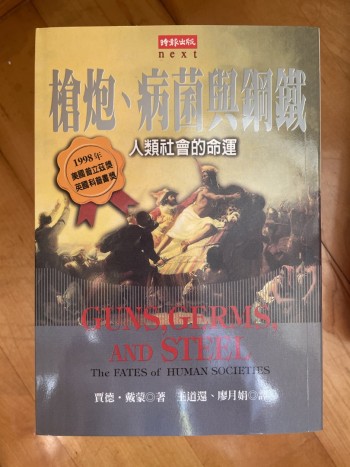 時報出版
next
槍炮、病菌與鋼鐵
人類社會的命運
1998年
美國普立茲獎
英國科普書獎
GUNS, GERMS,
AND STEEL
The FATES of HUMAN SOCIETIES
賈德・戴蒙◎著 王道還、廖月娟◎譯